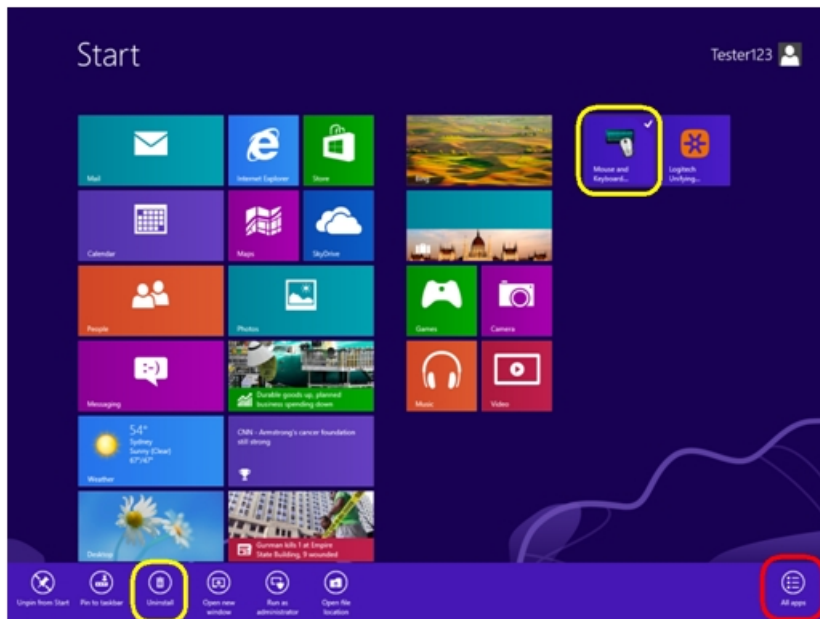 Start
Tester123
Mail
Internet Explorer
Store
Mouse and
Keyboard...
Logitech
Unifying...
Calendar
Maps
SkyDrive
People
Photos
Games
Camera
Messaging
Durable goods up, planned
business spending down
Music
Video
54°
Sydney
Sunny (Clear)
67°/47°
Weather
CNN - Armstrong's cancer foundation
still strong
Desktop
Gunman kills 1 at Empire
State Building, 9 wounded
Unpin from Start
Pin to taskbar
Uninstall
Open new
window
Run as
administrator
Open file
location
All apps